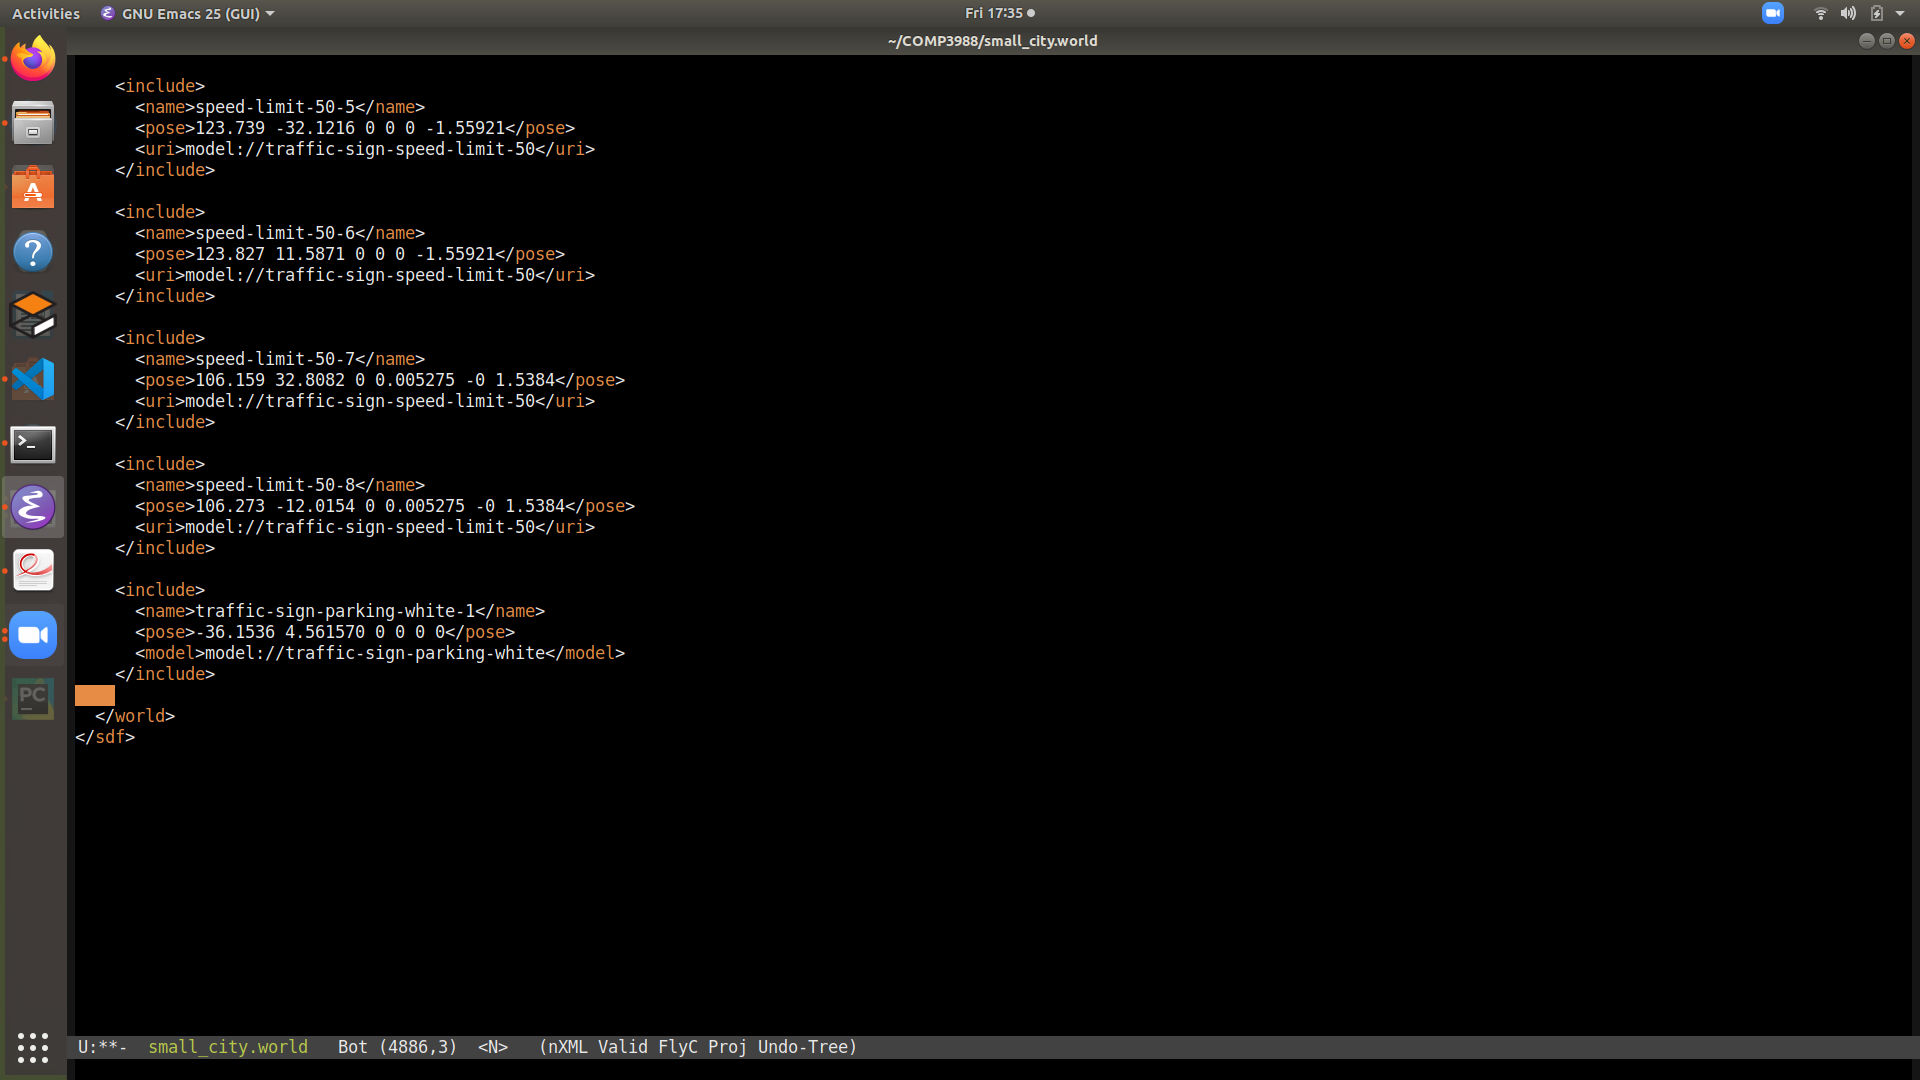 Activities GNU Emacs 25 (GUI) Fri 17:35
~/COMP3988/small_city.world
<include>
<name>speed-limit-50-5</name>
<pose>123.739 -32.1216 0 0 0 -1.55921</pose>
<uri>model://traffic-sign-speed-limit-50</uri>
</include>
<include>
<name>speed-limit-50-6</name>
<pose>123.827 11.5871 0 0 0 -1.55921</pose>
<uri>model://traffic-sign-speed-limit-50</uri>
</include>
<include>
<name>speed-limit-50-7</name>
<pose>106.159 32.8082 0 0.005275 -0 1.5384</pose>
<uri>model://traffic-sign-speed-limit-50</uri>
</include>
<include>
<name>speed-limit-50-8</name>
<pose>106.273 -12.0154 0 0.005275 -0 1.5384</pose>
<uri>model://traffic-sign-speed-limit-50</uri>
</include>
<include>
<name>traffic-sign-parking-white-1</name>
<pose>-36.1536 4.561570 0 0 0 0</pose>
<model>model://traffic-sign-parking-white</model>
</include>
</world>
</sdf>
PC
U:**- small_city.world Bot (4886,3) <N> (nXML Valid FlyC Proj Undo-Tree)